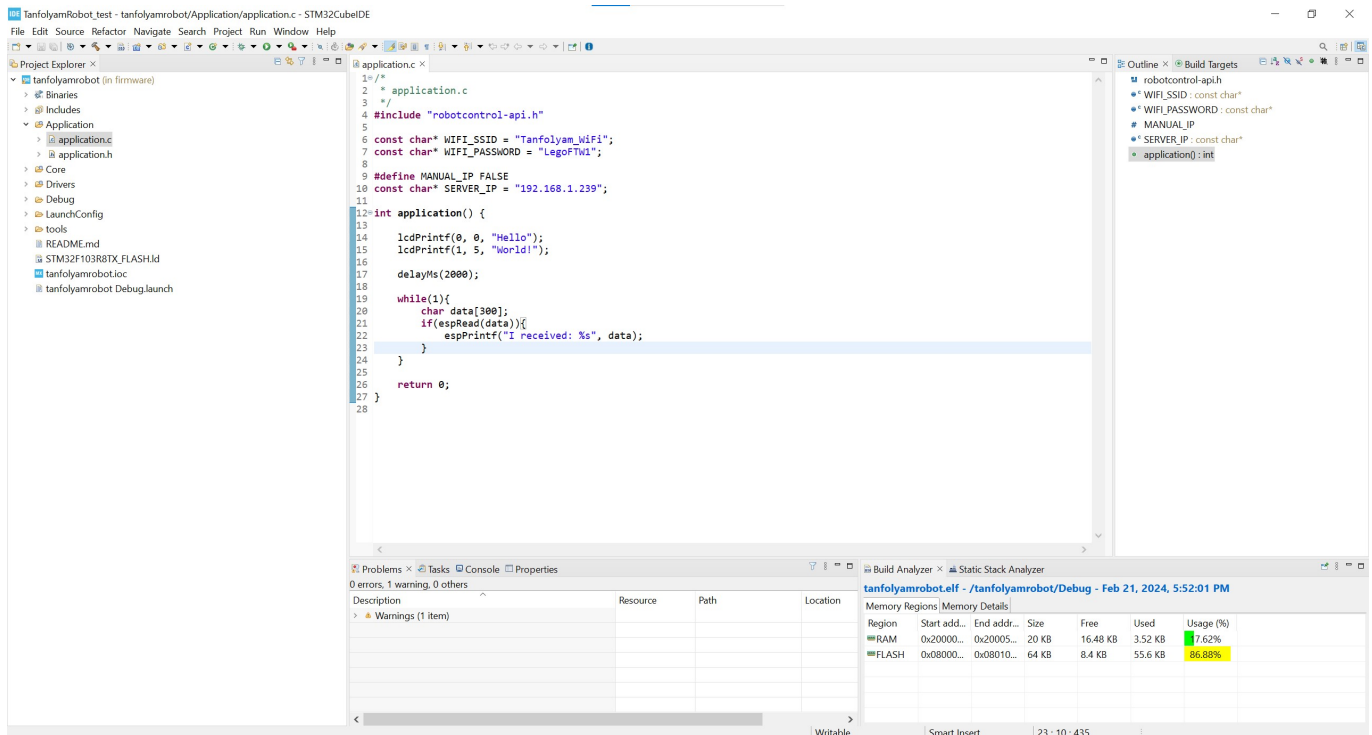 IDE TanfolyamRobot_test - tanfolyamrobot/Application/application.c - STM32CubeIDE
File Edit Source Refactor Navigate Search Project Run Window Help
Project Explorer
tanfolyamrobot (in firmware)
Binaries
Includes
Application
application.c
application.h
Core
Drivers
Debug
LaunchConfig
tools
README.md
STM32F103R8TX_FLASH.ld
tanfolyamrobot.ioc
tanfolyamrobot Debug.launch
application.c
1 /*
2 * application.c
3 */
4 #include "robotcontrol-api.h"
5
6 const char* WIFI_SSID = "Tanfolyam_WiFi";
7 const char* WIFI_PASSWORD = "LegoFTW1";
8
9 #define MANUAL_IP FALSE
10 const char* SERVER_IP = "192.168.1.239";
11
12 int application() {
13
14 lcdPrintf(0, 0, "Hello");
15 lcdPrintf(1, 5, "World!");
16
17 delayMs(2000);
18
19 while(1){
20 char data[300];
21 if(espRead(data)){
22 espPrintf("I received: %s", data);
23 }
24 }
25
26 return 0;
27 }
28
Outline Build Targets
robotcontrol-api.h
WIFI_SSID : const char*
WIFI_PASSWORD : const char*
# MANUAL_IP
SERVER_IP : const char*
application() : int
Problems Tasks Console Properties
0 errors, 1 warning, 0 others
Description Resource Path Location
Warnings (1 item)
Build Analyzer Static Stack Analyzer
tanfolyamrobot.elf - /tanfolyamrobot/Debug - Feb 21, 2024, 5:52:01 PM
Memory Regions Memory Details
Region Start add... End addr... Size Free Used Usage (%)
RAM 0x20000... 0x20005... 20 KB 16.48 KB 3.52 KB 17.62%
FLASH 0x08000... 0x08010... 64 KB 8.4 KB 55.6 KB 86.88%
Writable Smart Insert 23 : 10 : 435